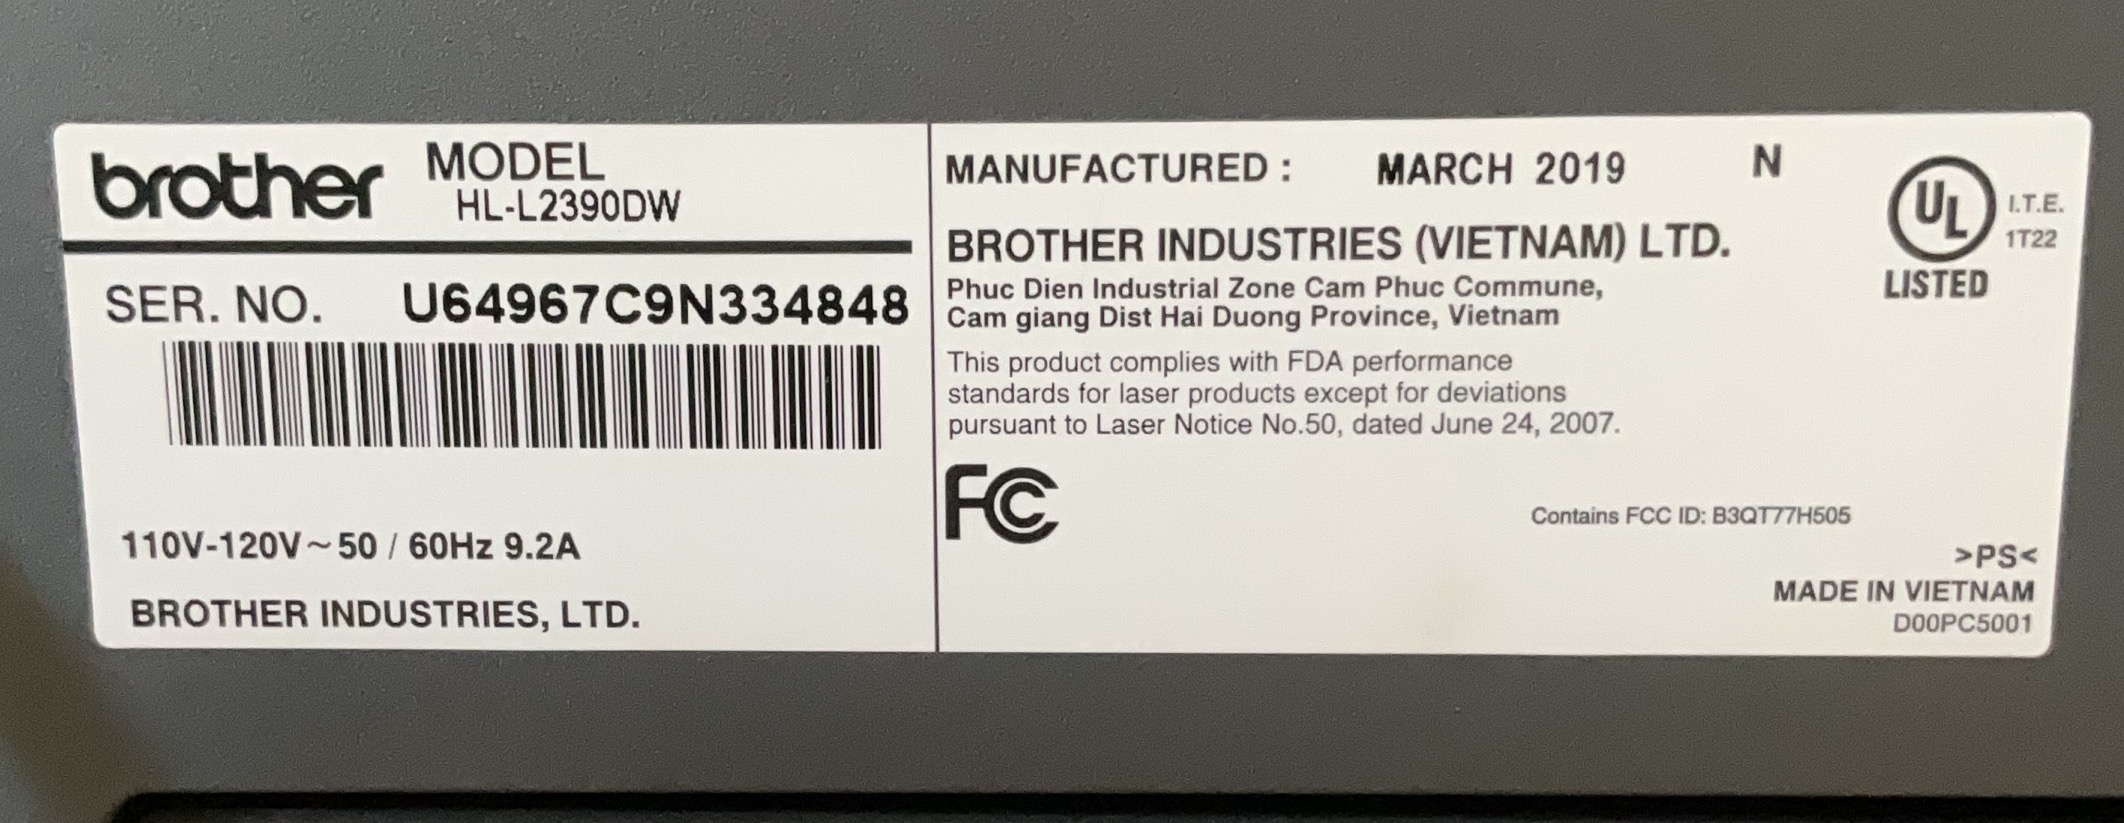 brother MODEL
HL-L2390DW
SER. NO. U64967C9N334848
110V-120V~50 / 60Hz 9.2A
BROTHER INDUSTRIES, LTD.
MANUFACTURED : MARCH 2019 N
BROTHER INDUSTRIES (VIETNAM) LTD.
Phuc Dien Industrial Zone Cam Phuc Commune,
Cam giang Dist Hai Duong Province, Vietnam
This product complies with FDA performance
standards for laser products except for deviations
pursuant to Laser Notice No.50, dated June 24, 2007.
FC
Contains FCC ID: B3QT77H505
>PS<
MADE IN VIETNAM
D00PC5001
UL
I.T.E.
1T22
LISTED